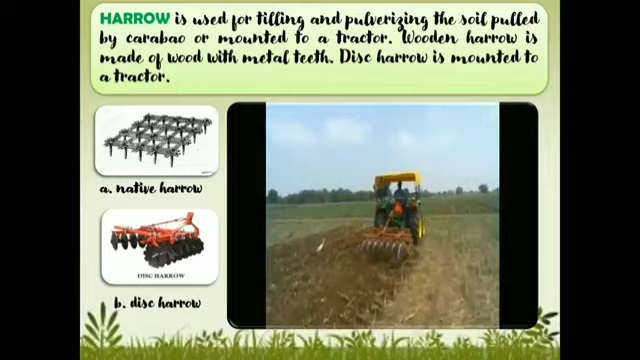 HARROW is used for tilling and pulverizing the soil pulled
by carabao or mounted to a tractor. Wooden harrow is
made of wood with metal teeth. Disc harrow is mounted to
a tractor.
a. native harrow
DISC HARROW
b. disc harrow